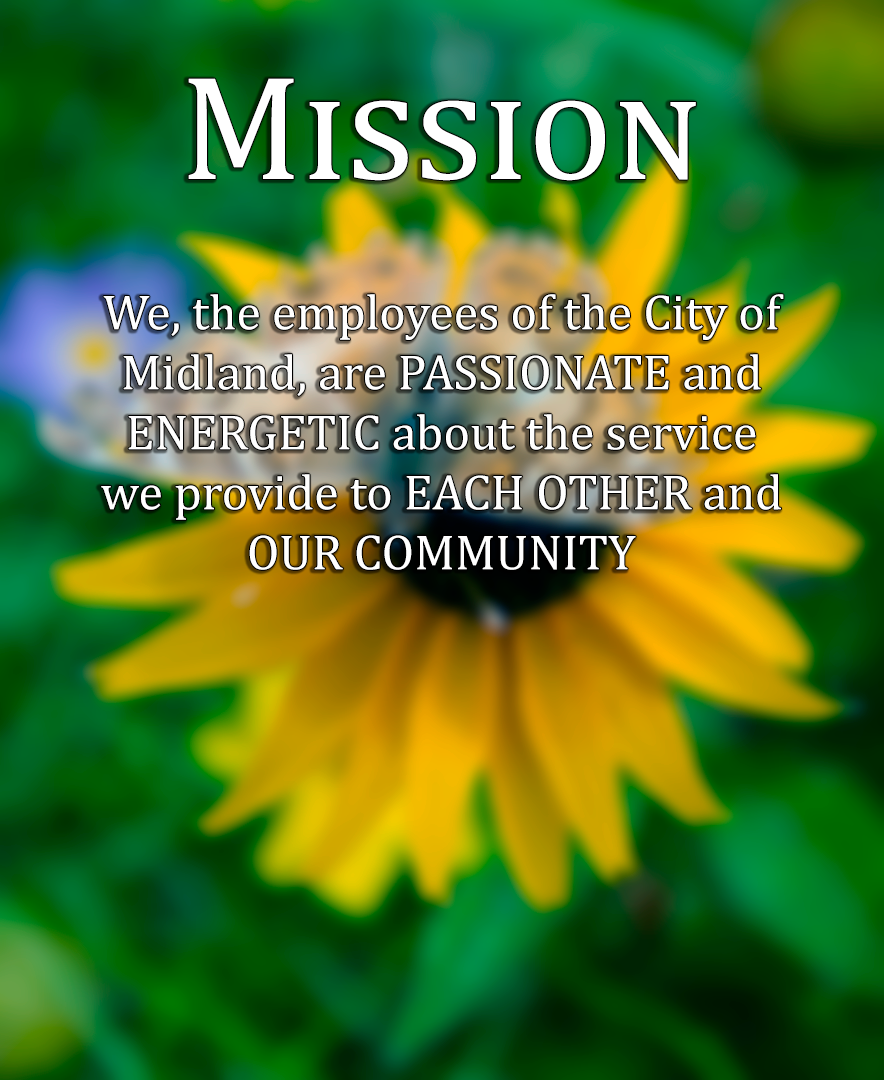 MISSION
We, the employees of the City of
Midland, are PASSIONATE and
ENERGETIC about the service
we provide to EACH OTHER and
OUR COMMUNITY